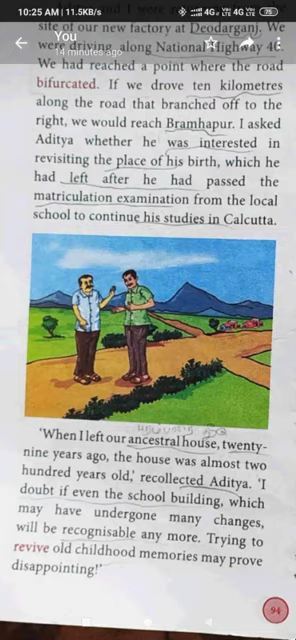 10:25 AM | 11.5KB/s
4G 4G 75
You
14 minutes ago
site of our new factory at Deodarganj. We
were driving along National Highway 40.
We had reached a point where the road
bifurcated. If we drove ten kilometres
along the road that branched off to the
right, we would reach Bramhapur. I asked
Aditya whether he was interested in
revisiting the place of his birth, which he
had left after he had passed the
matriculation examination from the local
school to continue his studies in Calcutta.
'When I left our ancestral house, twenty-
nine years ago, the house was almost two
hundred years old,' recollected Aditya. 'I
doubt if even the school building, which
may have undergone many changes,
will be recognisable any more. Trying to
revive old childhood memories may prove
disappointing!'
94